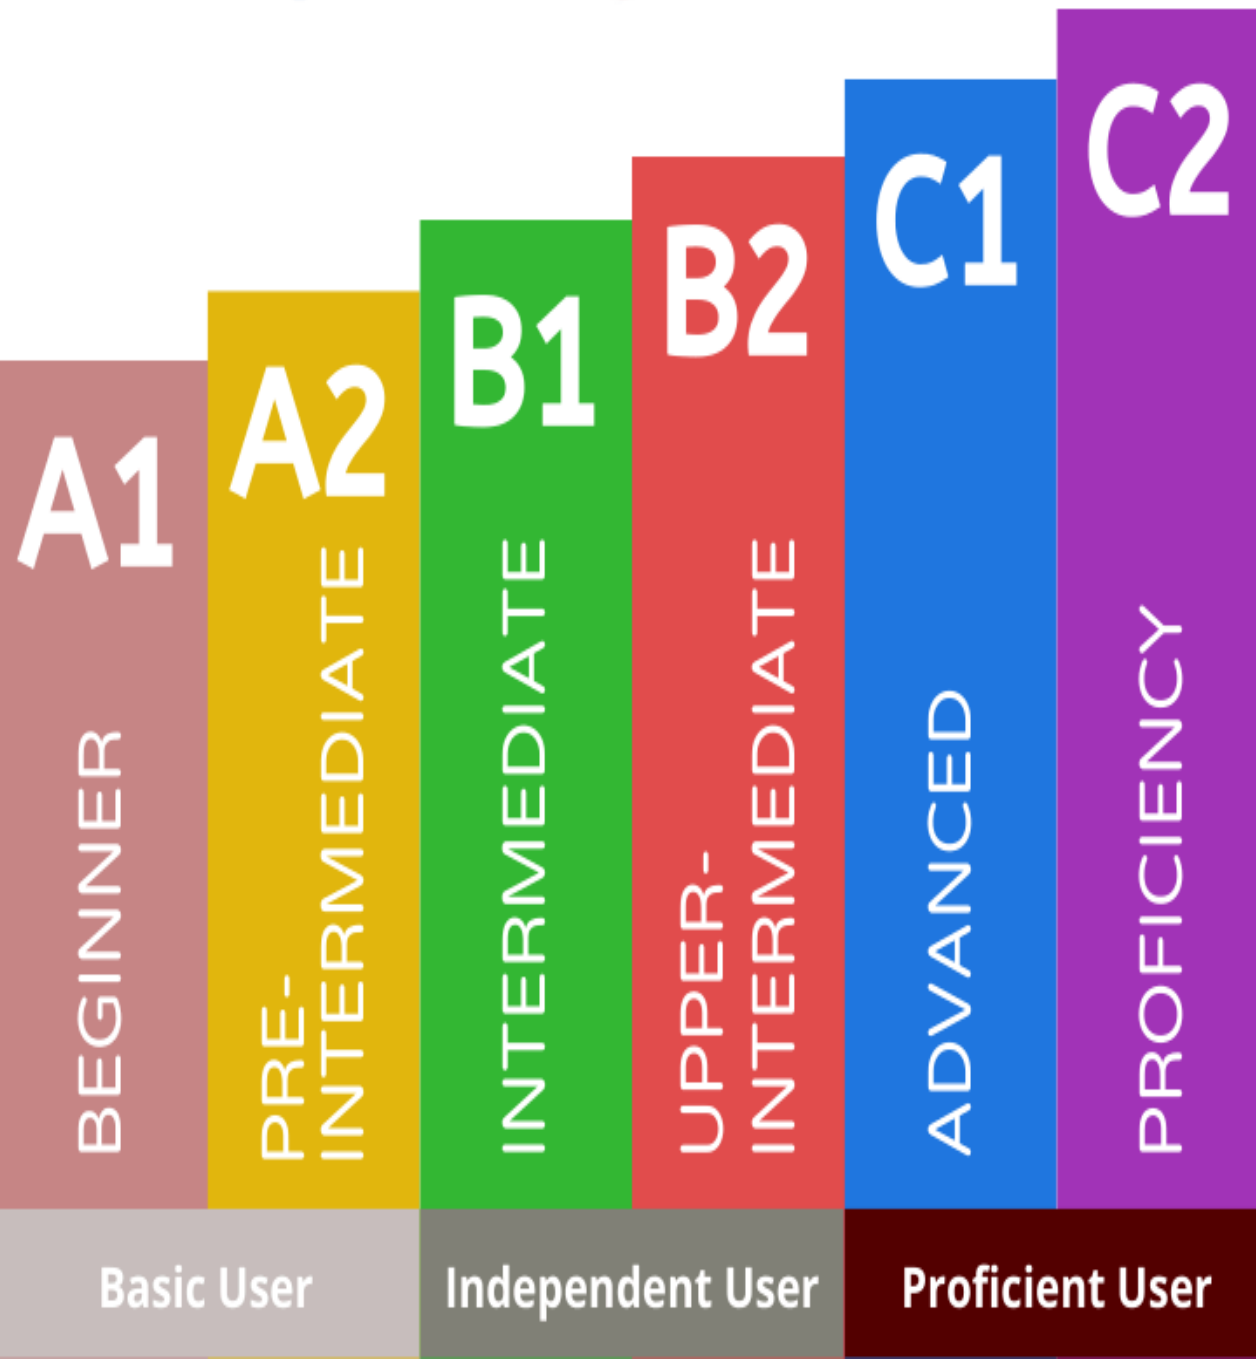 A1
BEGINNER
A2
PRE-
INTERMEDIATE
B1
INTERMEDIATE
B2
UPPER-
INTERMEDIATE
C1
ADVANCED
C2
PROFICIENCY
Basic User
Independent User
Proficient User